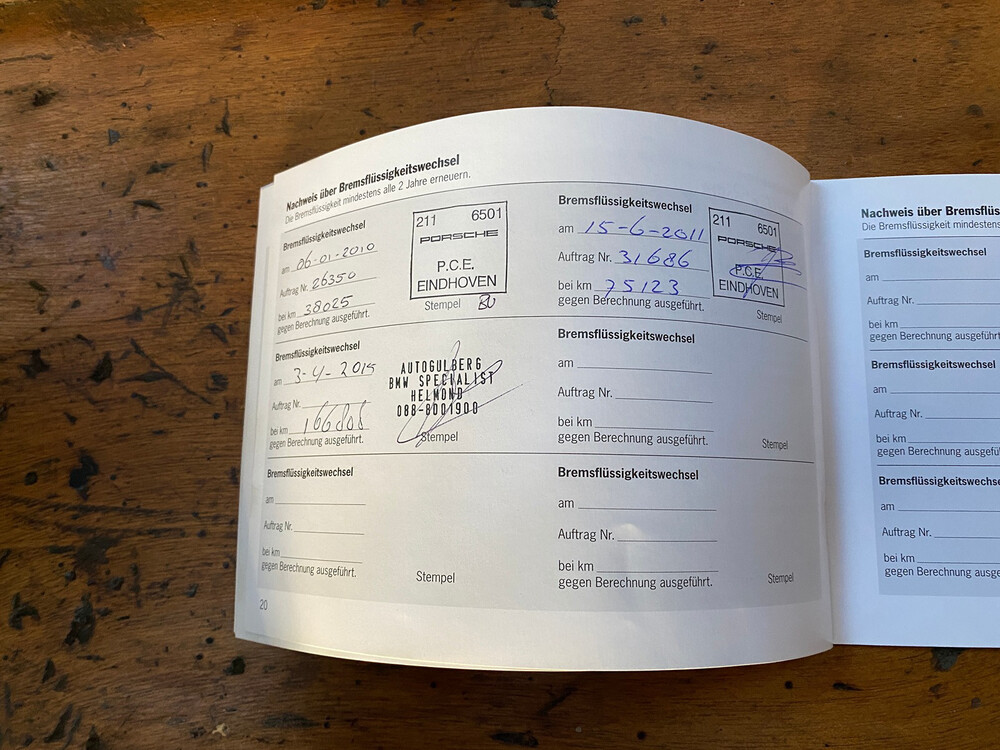 Nachweis über Bremsflüssigkeitswechsel
Die Bremsflüssigkeit mindestens alle 2 Jahre erneuern.
Bremsflüssigkeitswechsel
am 06-01-2010
Auftrag Nr. 26350
bei km 38025
gegen Berechnung ausgeführt.
211 6501
PORSCHE
P.C.E.
EINDHOVEN
Stempel
Bremsflüssigkeitswechsel
am 15-6-2011
Auftrag Nr. 31686
bei km 75123
gegen Berechnung ausgeführt.
211 6501
PORSCHE
P.C.E.
EINDHOVEN
Stempel
Bremsflüssigkeitswechsel
am 3-4-2015
Auftrag Nr.
bei km 166808
gegen Berechnung ausgeführt.
AUTOGULBERG
BMW SPECIALIST
HELMOND
088-8001900
Stempel
Bremsflüssigkeitswechsel
am
Auftrag Nr.
bei km
gegen Berechnung ausgeführt.
Stempel
Bremsflüssigkeitswechsel
am
Auftrag Nr.
bei km
gegen Berechnung ausgeführt.
Stempel
Bremsflüssigkeitswechsel
am
Auftrag Nr.
bei km
gegen Berechnung ausgeführt.
Stempel
20
Nachweis über Bremsflüss
Die Bremsflüssigkeit mindestens
Bremsflüssigkeitswechsel
am
Auftrag Nr.
bei km
gegen Berechnung ausgeführt
Bremsflüssigkeitswechsel
am
Auftrag Nr.
bei km
gegen Berechnung ausgefü
Bremsflüssigkeitswechse
am
Auftrag Nr.
bei km
gegen Berechnung ausge